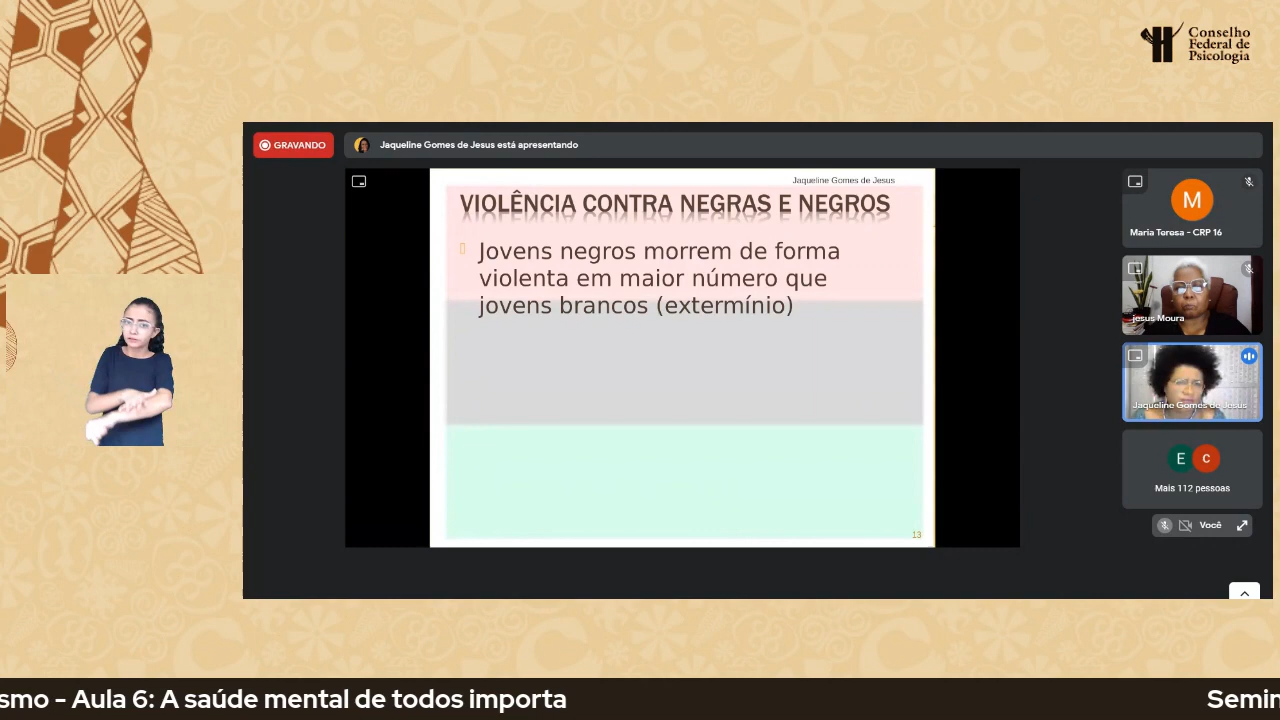 Conselho
Federal de
Psicologia
GRAVANDO
Jaqueline Gomes de Jesus está apresentando
Jaqueline Gomes de Jesus
VIOLÊNCIA CONTRA NEGRAS E NEGROS
Jovens negros morrem de forma
violenta em maior número que
jovens brancos (extermínio)
13
M
Maria Teresa - CRP 16
jesus Moura
Jaqueline Gomes de Jesus
E C
Mais 112 pessoas
Você
smo - Aula 6: A saúde mental de todos importa
Semin